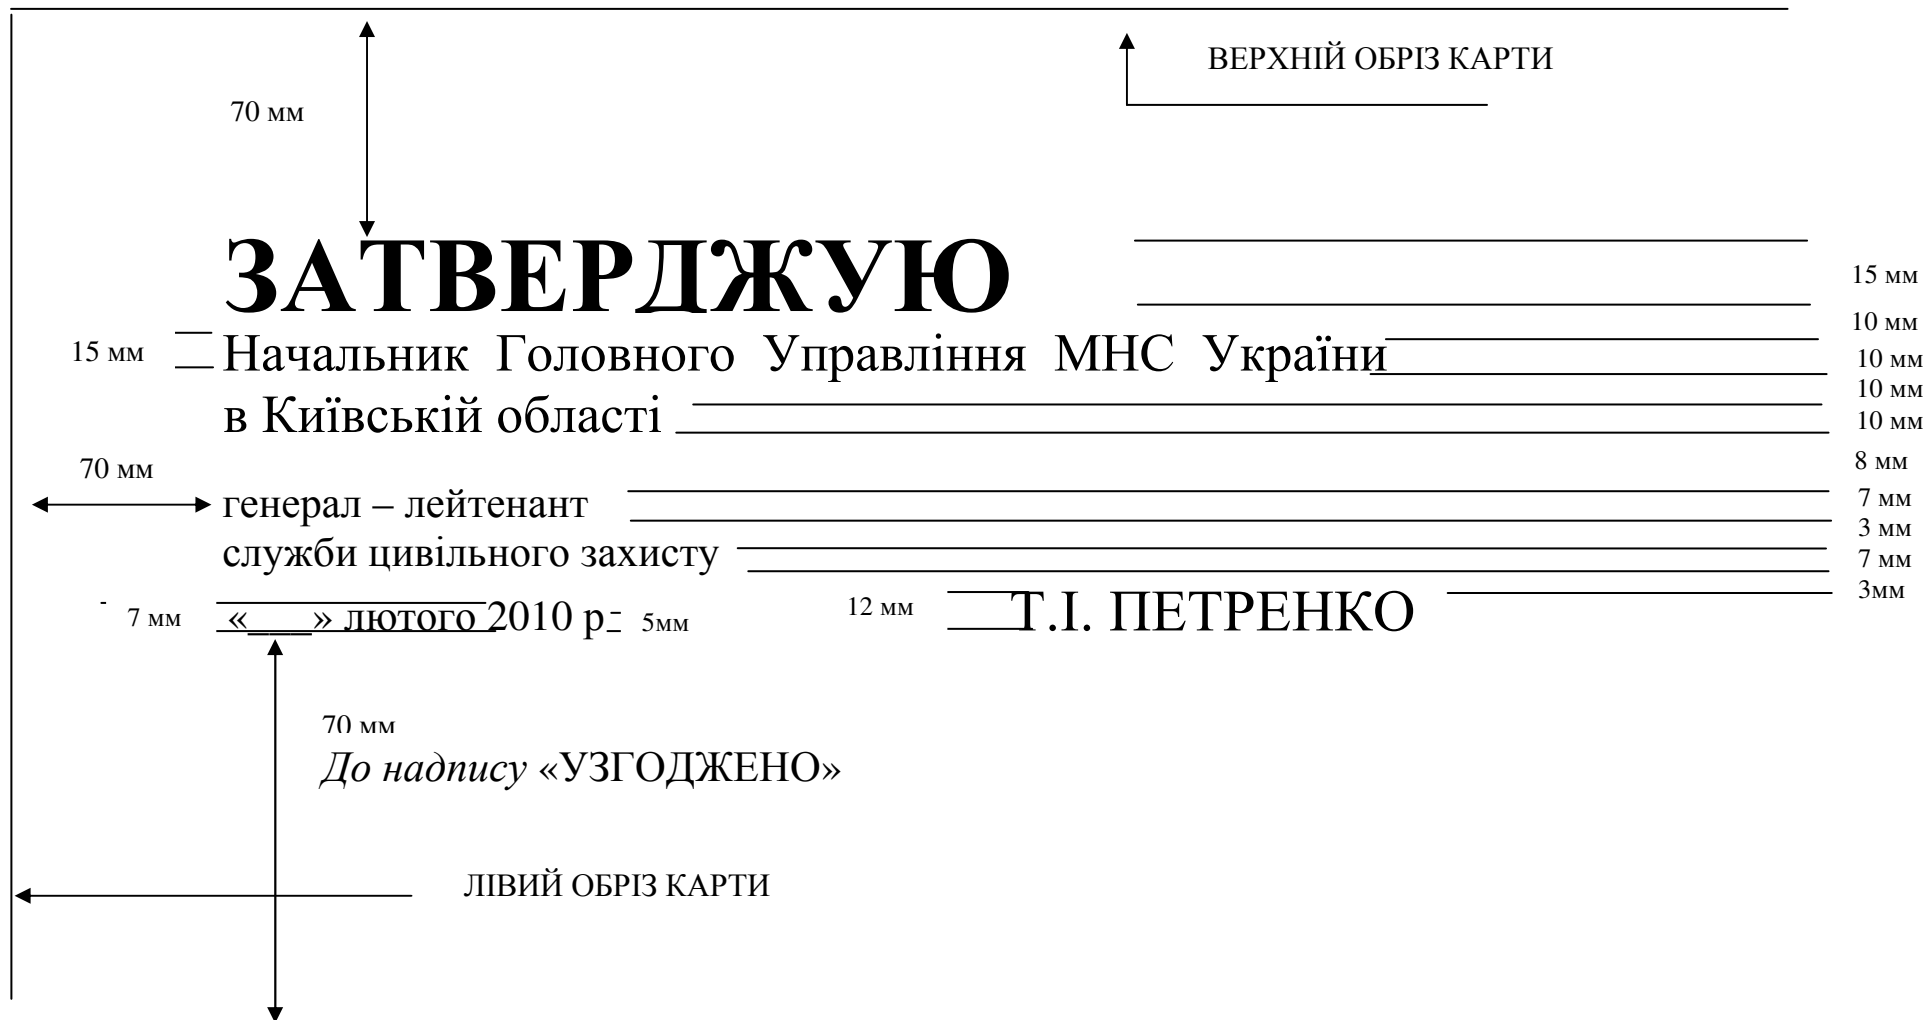 ВЕРХНІЙ ОБРІЗ КАРТИ
70 мм
ЗАТВЕРДЖУЮ
15 мм
10 мм
15 мм
Начальник Головного Управління МНС України
10 мм
10 мм
в Київській області
10 мм
70 мм
8 мм
генерал – лейтенант
7 мм
3 мм
служби цивільного захисту
7 мм
3мм
7 мм «___» лютого 2010 р 5мм 12 мм Т.І. ПЕТРЕНКО
70 мм
До надпису «УЗГОДЖЕНО»
ЛІВИЙ ОБРІЗ КАРТИ